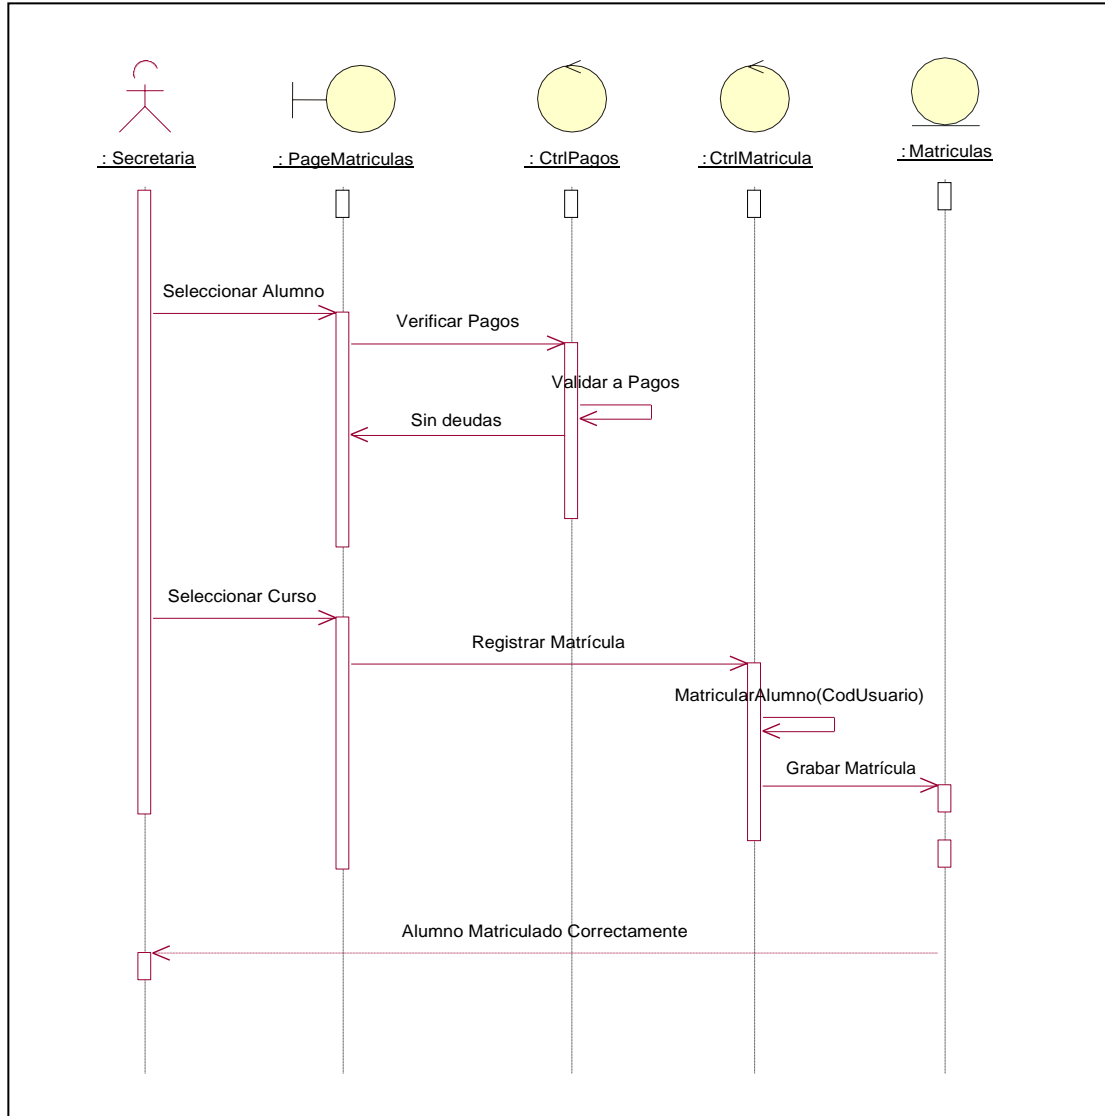 : Secretaria
: PageMatriculas
: CtrlPagos
: CtrlMatricula
: Matriculas
Seleccionar Alumno
Verificar Pagos
Validar a Pagos
Sin deudas
Seleccionar Curso
Registrar Matrícula
MatricularAlumno(CodUsuario)
Grabar Matrícula
Alumno Matriculado Correctamente